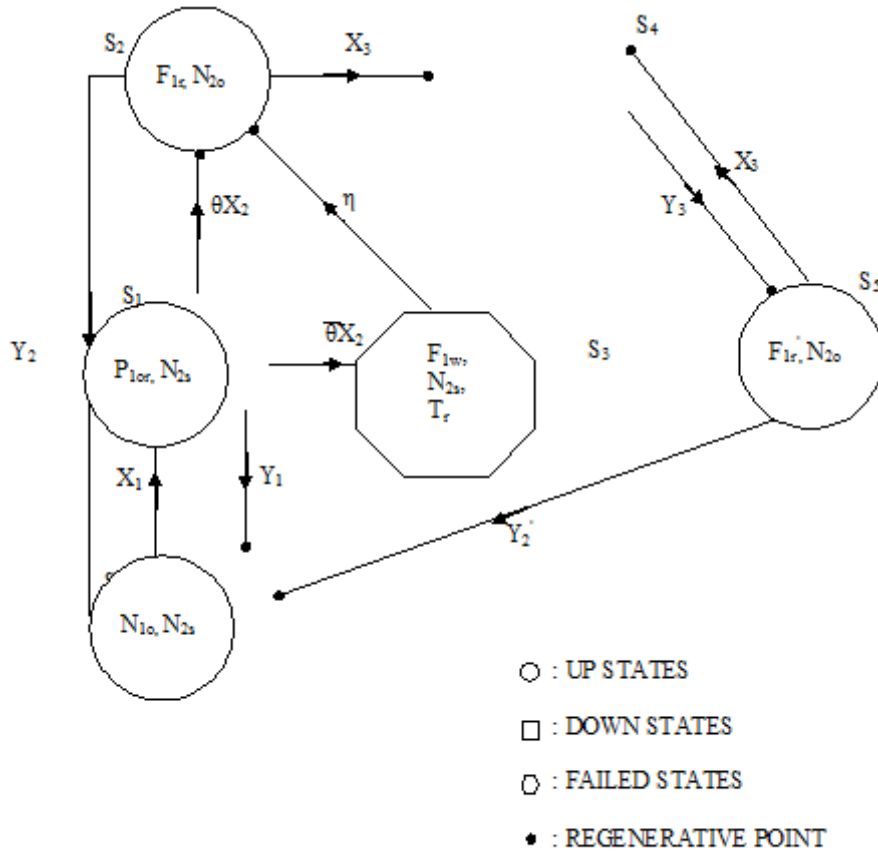 S₂
X₃
S₄
F₁ᵣ, N₂ₒ
θX₂
η
X₃
Y₃
S₁
S₅
θ̅X₂
Y₂
P₁ₒᵣ, N₂ₛ
F₁w,
N₂ₛ,
Tᵣ
S₃
F₁ᵣ', N₂ₒ
X₁
Y₁
Y₂'
N₁ₒ, N₂ₛ
: UP STATES
: DOWN STATES
: FAILED STATES
: REGENERATIVE POINT